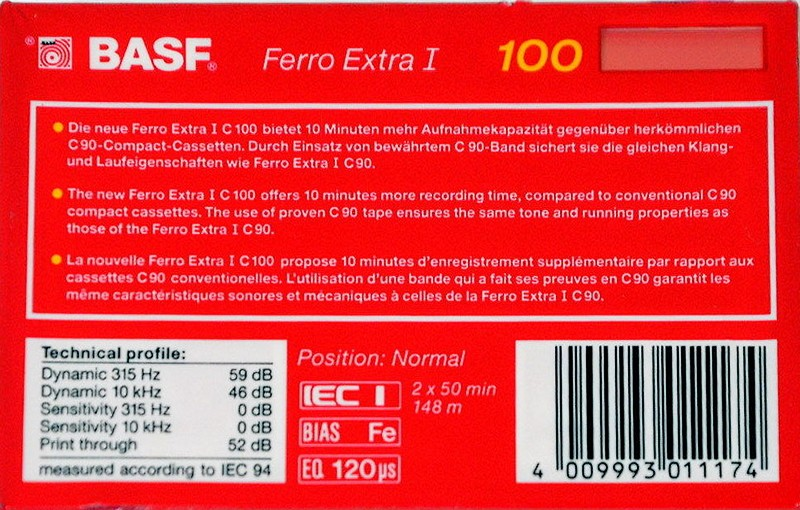 BASF® Ferro Extra I 100
Die neue Ferro Extra I C100 bietet 10 Minuten mehr Aufnahmekapazität gegenüber herkömmlichen
C90-Compact-Cassetten. Durch Einsatz von bewährtem C90-Band sichert sie die gleichen Klang-
und Laufeigenschaften wie Ferro Extra I C90.
The new Ferro Extra I C100 offers 10 minutes more recording time, compared to conventional C90
compact cassettes. The use of proven C90 tape ensures the same tone and running properties as
those of the Ferro Extra I C90.
La nouvelle Ferro Extra I C100 propose 10 minutes d'enregistrement supplémentaire par rapport aux
cassettes C90 conventionelles. L'utilisation d'une bande qui a fait ses preuves en C90 garantit les
même caractéristiques sonores et mécaniques à celles de la Ferro Extra I C90.
Technical profile:
Dynamic 315 Hz 59 dB
Dynamic 10 kHz 46 dB
Sensitivity 315 Hz 0 dB
Sensitivity 10 kHz 0 dB
Print through 52 dB
measured according to IEC 94
Position: Normal
IEC I 2 x 50 min
148 m
BIAS Fe
EQ 120µs
4 009993 011174